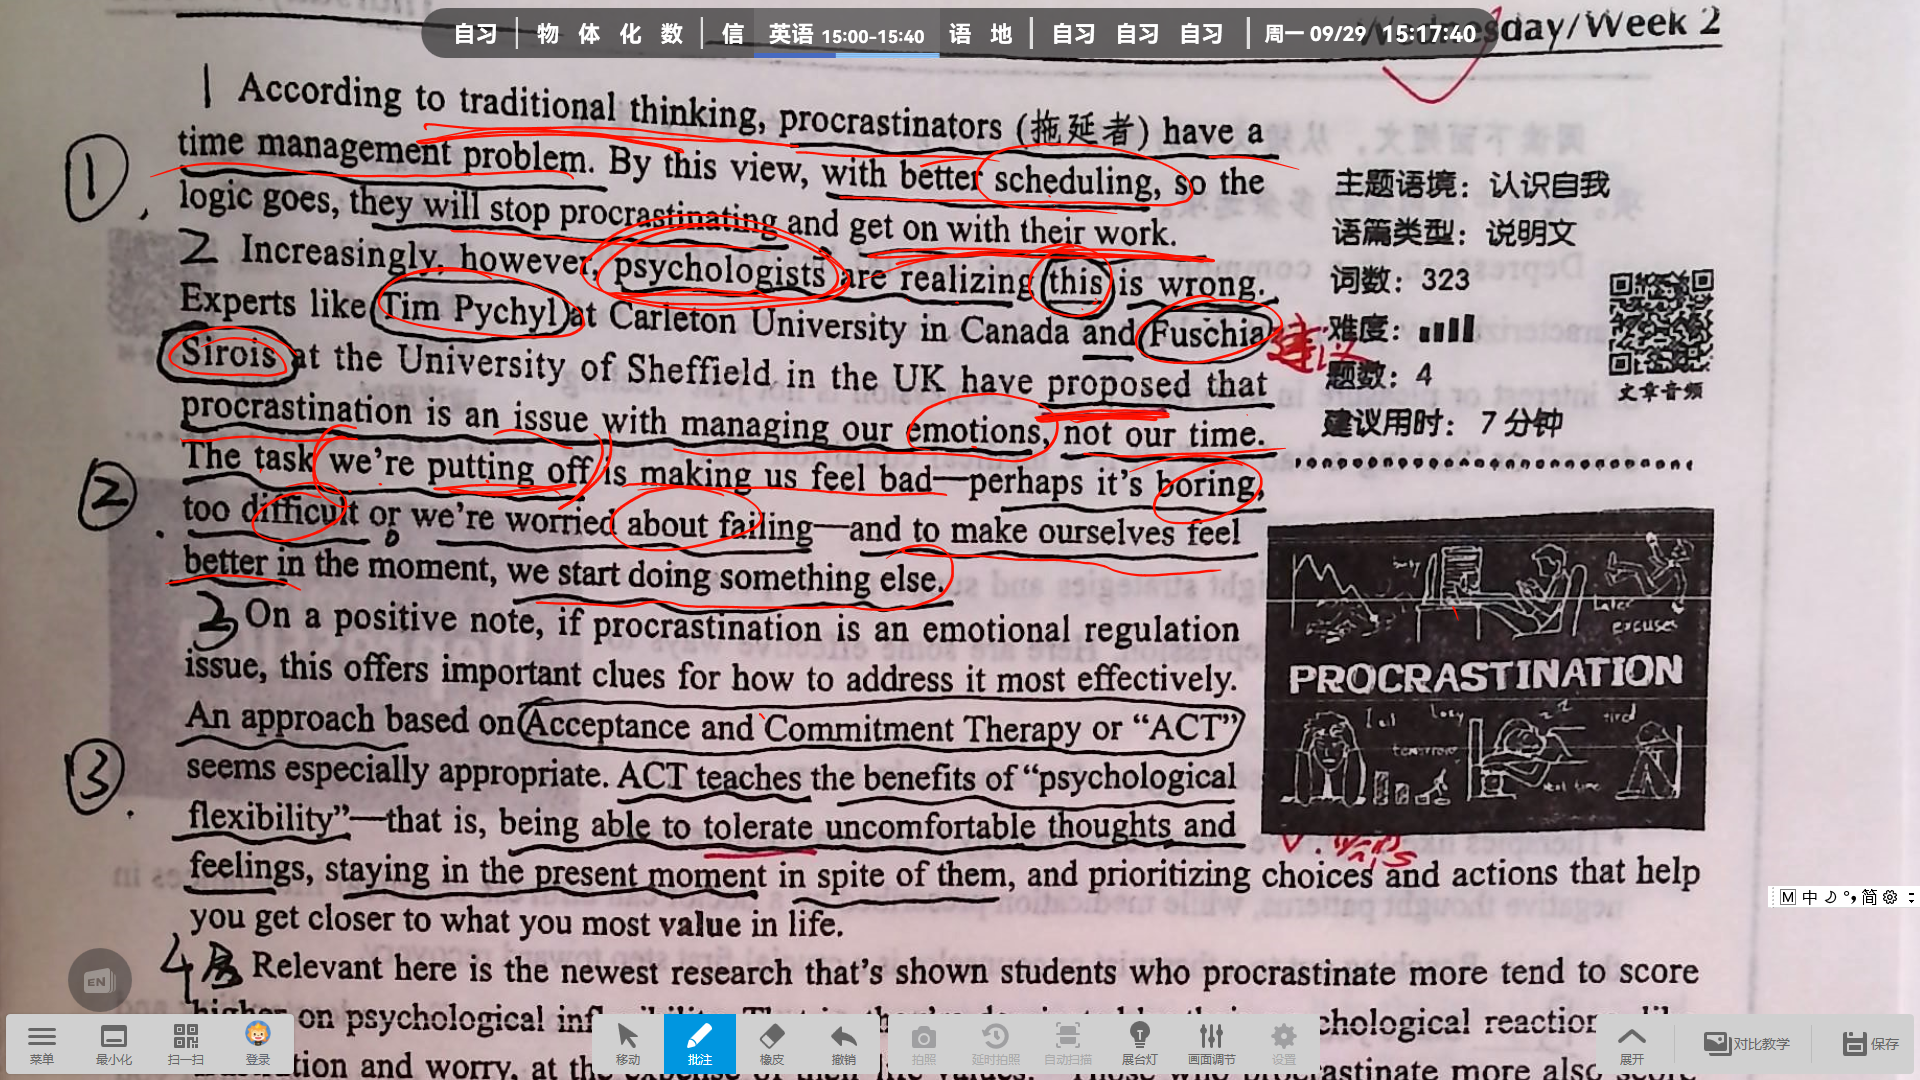 自习 | 物 体 化 数 | 信 英语 15:00-15:40 语 地 | 自习 自习 自习 | 周一 09/29 15:17:40
Wednesday/Week 2
1 According to traditional thinking, procrastinators (拖延者) have a
① time management problem. By this view, with better scheduling, so the
logic goes, they will stop procrastinating and get on with their work.
2 Increasingly, however, psychologists are realizing this is wrong.
Experts like Tim Pychyl at Carleton University in Canada and Fuschia
建议
Sirois at the University of Sheffield in the UK have proposed that
procrastination is an issue with managing our emotions, not our time.
The task we're putting off is making us feel bad—perhaps it's boring,
② too difficult or we're worried about failing—and to make ourselves feel
better in the moment, we start doing something else.
3 On a positive note, if procrastination is an emotional regulation
issue, this offers important clues for how to address it most effectively.
An approach based on Acceptance and Commitment Therapy or “ACT”
③ seems especially appropriate. ACT teaches the benefits of “psychological
flexibility”—that is, being able to tolerate uncomfortable thoughts and
feelings, staying in the present moment in spite of them, and prioritizing choices and actions that help
you get closer to what you most value in life.
4 Relevant here is the newest research that's shown students who procrastinate more tend to score
higher on psychological
chological
and worry, at the
procrastinate more also score
主题语境：认识自我
语篇类型：说明文
词数：323
难度：
题数：4
建议用时：7分钟
文章音频
later
excuses
PROCRASTINATION
lazy
tired
tomorrow
M 中 简
EN
菜单 最小化 扫一扫 登录
移动 批注 橡皮 撤销 拍照 延时拍照 自动扫描 展台灯 画面调节 设置
展开 对比教学 保存